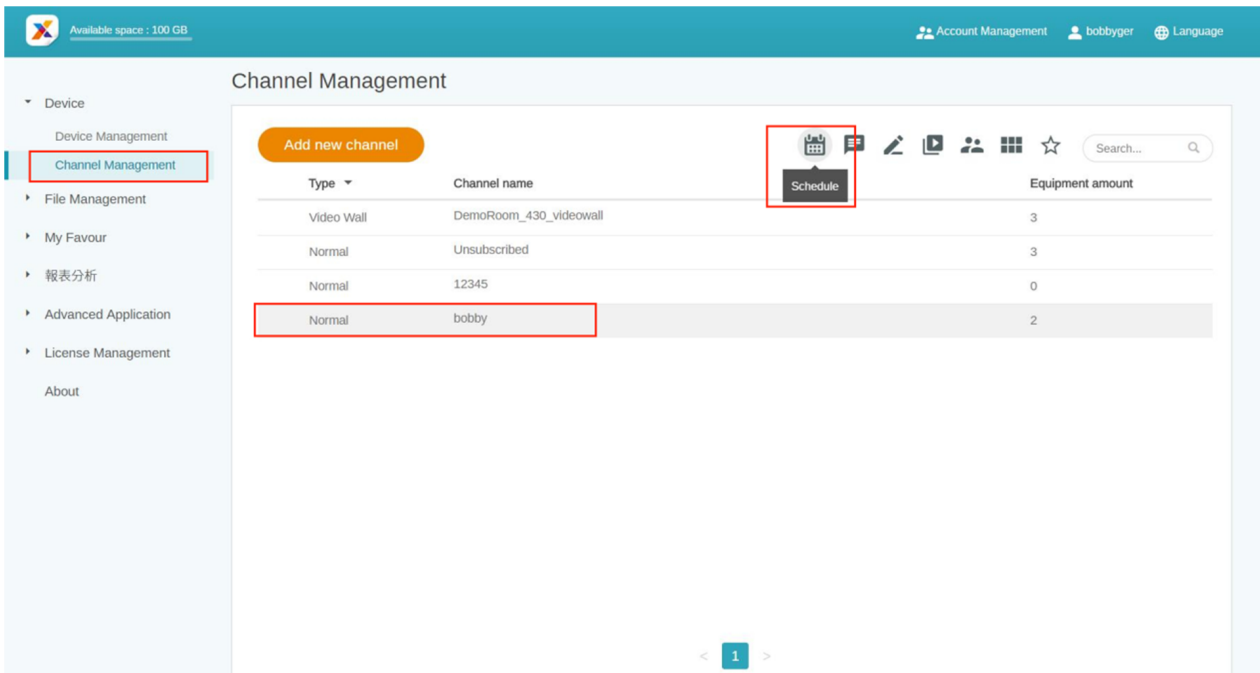 Available space : 100 GB
Account Management
bobbyger
Language
Device
Device Management
Channel Management
File Management
My Favour
報表分析
Advanced Application
License Management
About
Channel Management
Add new channel
Schedule
Search...
Type Channel name Equipment amount
Video Wall DemoRoom_430_videowall 3
Normal Unsubscribed 3
Normal 12345 0
Normal bobby 2
< 1 >